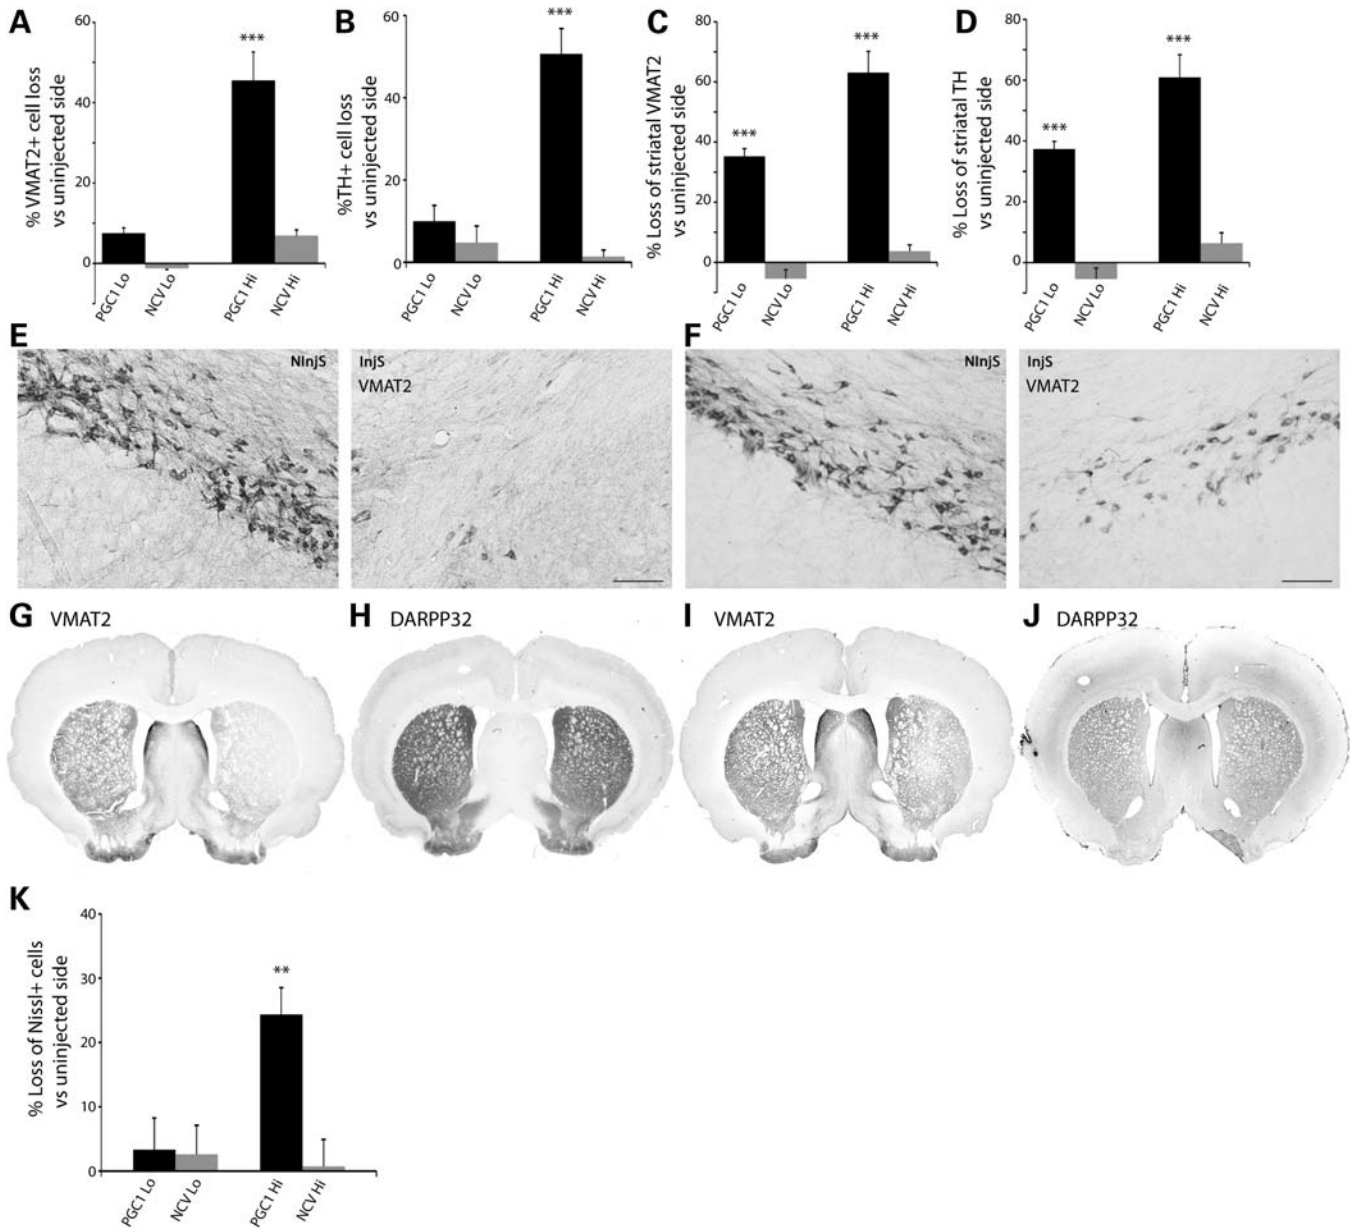 A
% VMAT2+ cell loss
vs uninjected side
60
40
20
0
***
PGC1 Lo
NCV Lo
PGC1 Hi
NCV Hi
B
%TH+ cell loss
vs uninjected side
60
40
20
0
***
PGC1 Lo
NCV Lo
PGC1 Hi
NCV Hi
C
% Loss of striatal VMAT2
vs uninjected side
80
60
40
20
0
***
***
PGC1 Lo
NCV Lo
PGC1 Hi
NCV Hi
D
% Loss of striatal TH
vs uninjected side
80
60
40
20
0
***
***
PGC1 Lo
NCV Lo
PGC1 Hi
NCV Hi
E
NInjS
InjS
VMAT2
F
NInjS
InjS
VMAT2
G VMAT2
H DARPP32
I VMAT2
J DARPP32
K
% Loss of Nissl+ cells
vs uninjected side
40
30
20
10
0
**
PGC1 Lo
NCV Lo
PGC1 Hi
NCV Hi